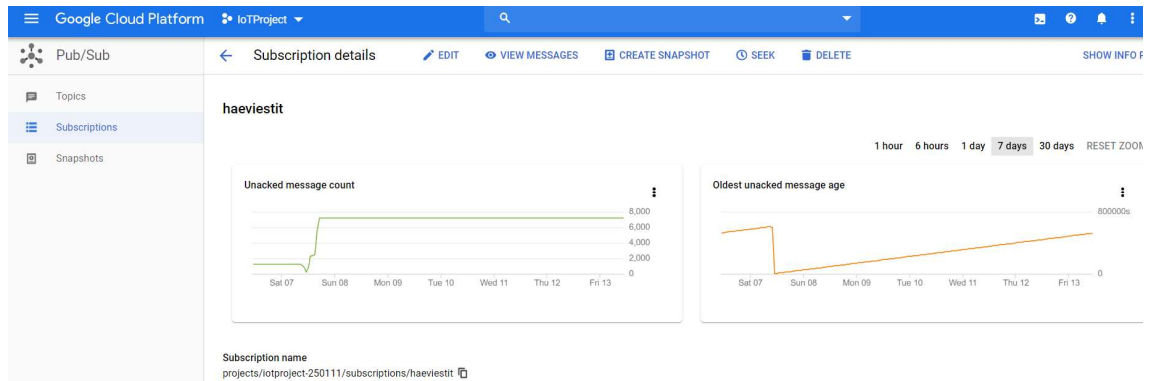 Google Cloud Platform IoTProject
Pub/Sub
Subscription details EDIT VIEW MESSAGES CREATE SNAPSHOT SEEK DELETE SHOW INFO P
Topics
Subscriptions
Snapshots
haeviestit
1 hour 6 hours 1 day 7 days 30 days RESET ZOOM
Unacked message count
8,000
6,000
4,000
2,000
0
Sat 07 Sun 08 Mon 09 Tue 10 Wed 11 Thu 12 Fri 13
Oldest unacked message age
800000s
0
Sat 07 Sun 08 Mon 09 Tue 10 Wed 11 Thu 12 Fri 13
Subscription name
projects/iotproject-250111/subscriptions/haeviestit